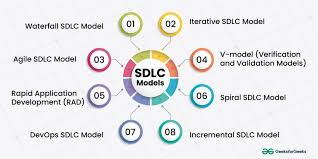 Waterfall SDLC Model
01
02
Iterative SDLC Model
Agile SDLC Model
03
04
V-model (Verification
and Validation Models)
SDLC
Models
Rapid Application
Development (RAD)
05
06
Spiral SDLC Model
DevOps SDLC Model
07
08
Incremental SDLC Model
GeeksforGeeks